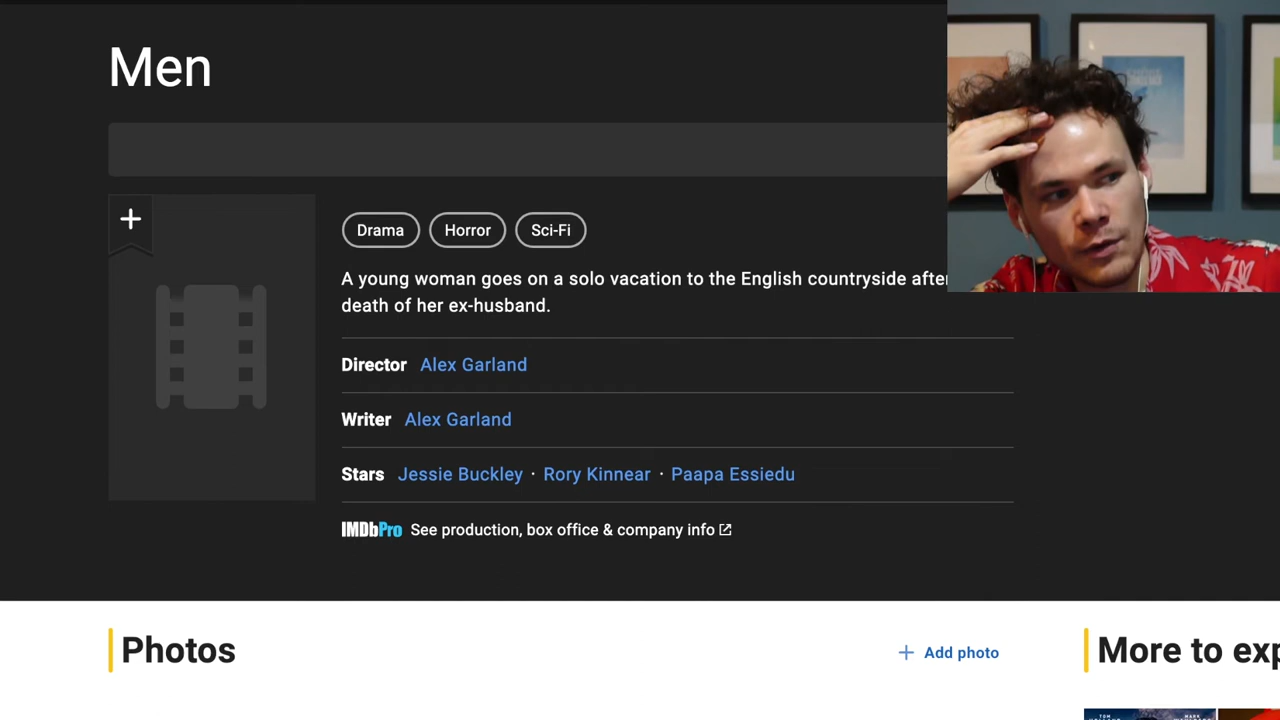 Men
Drama
Horror
Sci-Fi
A young woman goes on a solo vacation to the English countryside
death of her ex-husband.
Director Alex Garland
Writer Alex Garland
Stars Jessie Buckley · Rory Kinnear · Paapa Essiedu
IMDbPro See production, box office & company info
Photos
+ Add photo
More to exp